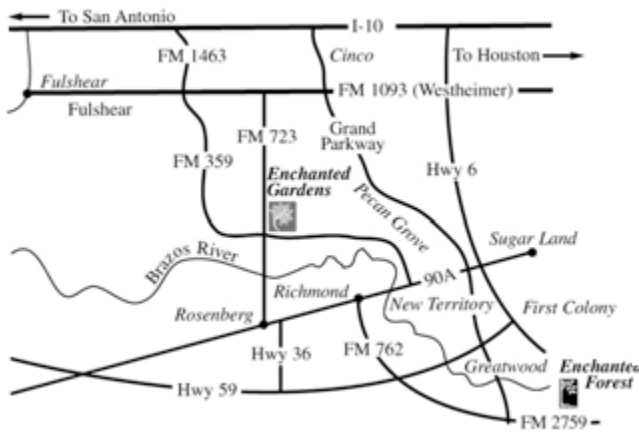 To San Antonio
I-10
FM 1463
Cinco
To Houston
Fulshear
Fulshear
FM 1093 (Westheimer)
FM 723
Grand
Parkway
FM 359
Hwy 6
Enchanted
Gardens
Pecan Grove
Brazos River
Sugar Land
90A
Richmond
New Territory
First Colony
Rosenberg
Hwy 36
FM 762
Greatwood
Enchanted
Forest
Hwy 59
FM 2759